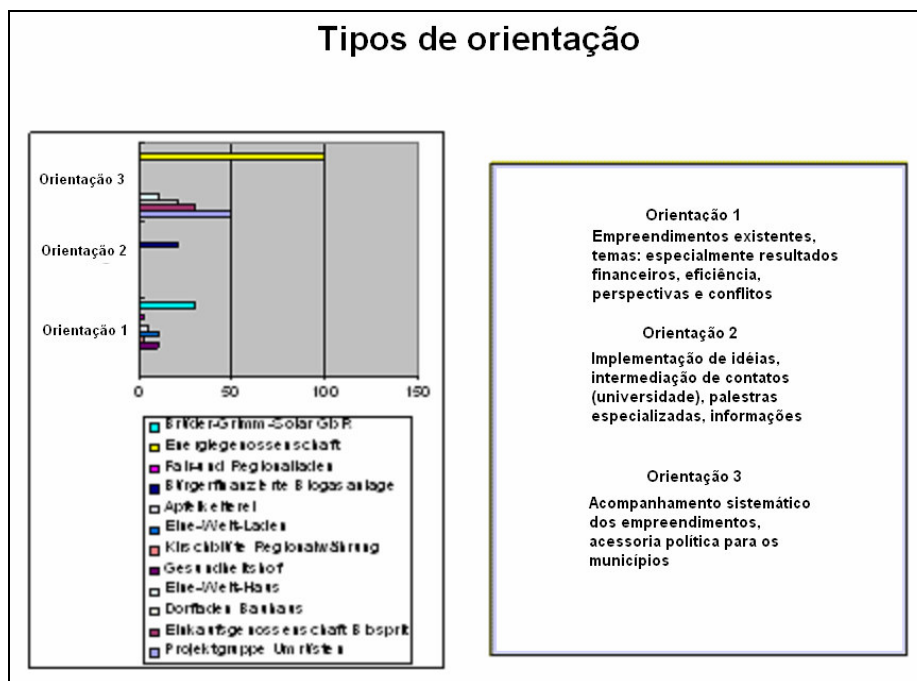 Tipos de orientação
Orientação 3
Orientação 2
Orientação 1
0 50 100 150
Brüder-Grimm-Solar GbR
Energiegenossenschaft
Fair-und Regionalladen
Bürgerfinanzierte Biogasanlage
Apfelkelterei
Eine-Welt-Laden
Kirschblüte Regionalwährung
Gesundheitshof
Eine-Welt-Haus
Dorfladen Bauhaus
Einkaufsgenossenschaft Biosprit
Projektgruppe Umrüsten
Orientação 1
Empreendimentos existentes,
temas: especialmente resultados
financeiros, eficiência,
perspectivas e conflitos
Orientação 2
Implementação de idéias,
intermediação de contatos
(universidade), palestras
especializadas, informações
Orientação 3
Acompanhamento sistemático
dos empreendimentos,
acessoria política para os
municípios